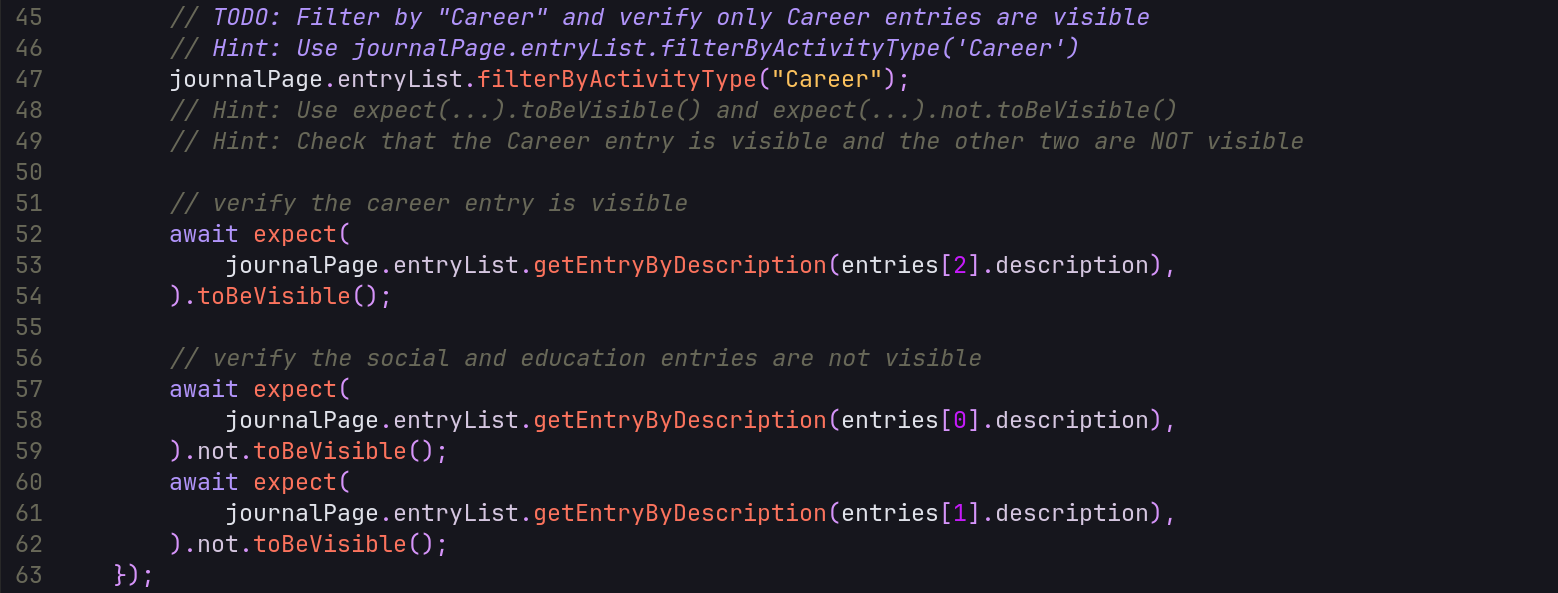 45 // TODO: Filter by "Career" and verify only Career entries are visible
46 // Hint: Use journalPage.entryList.filterByActivityType('Career')
47 journalPage.entryList.filterByActivityType("Career");
48 // Hint: Use expect(...).toBeVisible() and expect(...).not.toBeVisible()
49 // Hint: Check that the Career entry is visible and the other two are NOT visible
50
51 // verify the career entry is visible
52 await expect(
53 journalPage.entryList.getEntryByDescription(entries[2].description),
54 ).toBeVisible();
55
56 // verify the social and education entries are not visible
57 await expect(
58 journalPage.entryList.getEntryByDescription(entries[0].description),
59 ).not.toBeVisible();
60 await expect(
61 journalPage.entryList.getEntryByDescription(entries[1].description),
62 ).not.toBeVisible();
63 });